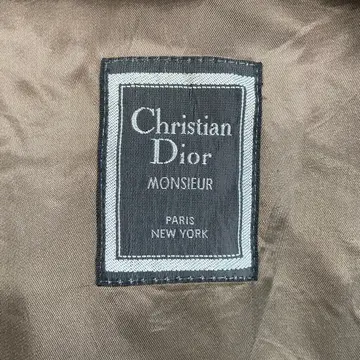 Christian
Dior
MONSIEUR
PARIS
NEW YORK